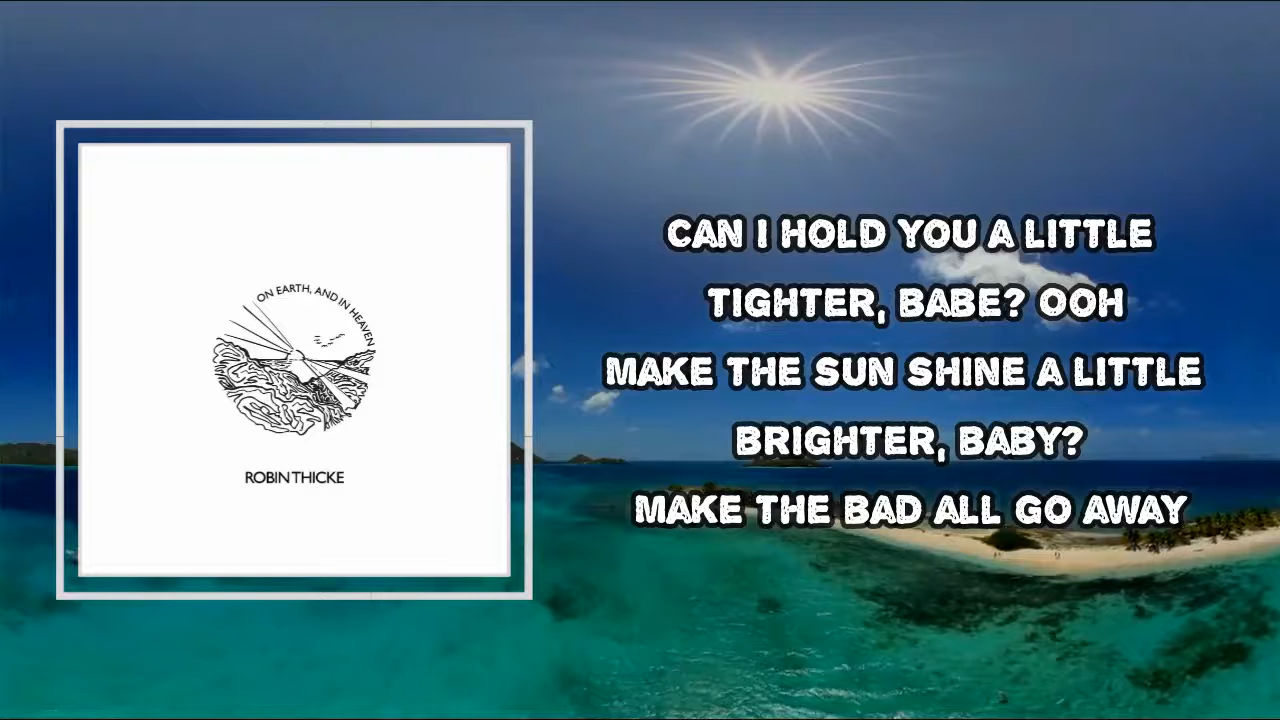 ON EARTH, AND IN HEAVEN
ROBIN THICKE
CAN I HOLD YOU A LITTLE
TIGHTER, BABE? OOH
MAKE THE SUN SHINE A LITTLE
BRIGHTER, BABY?
MAKE THE BAD ALL GO AWAY